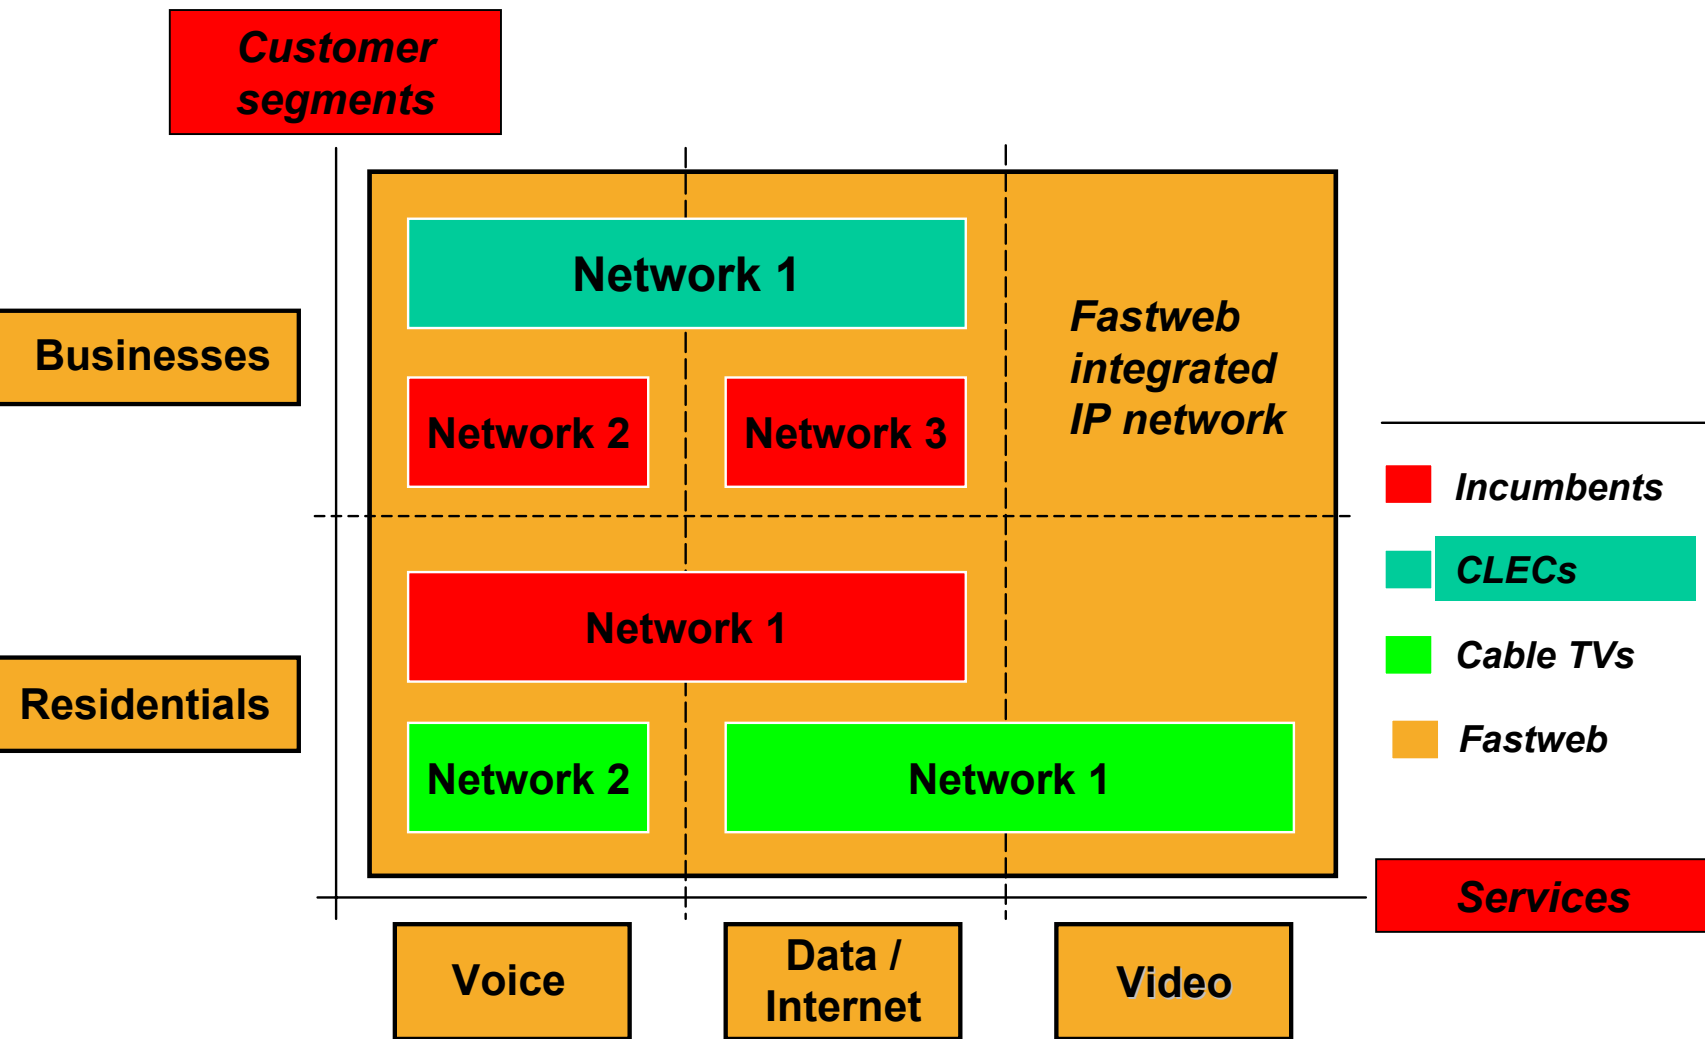 Customer
segments
Network 1
Businesses
Fastweb
integrated
IP network
Network 2
Network 3
Incumbents
CLECs
Network 1
Cable TVs
Residentials
Fastweb
Network 2
Network 1
Services
Voice
Data /
Internet
Video